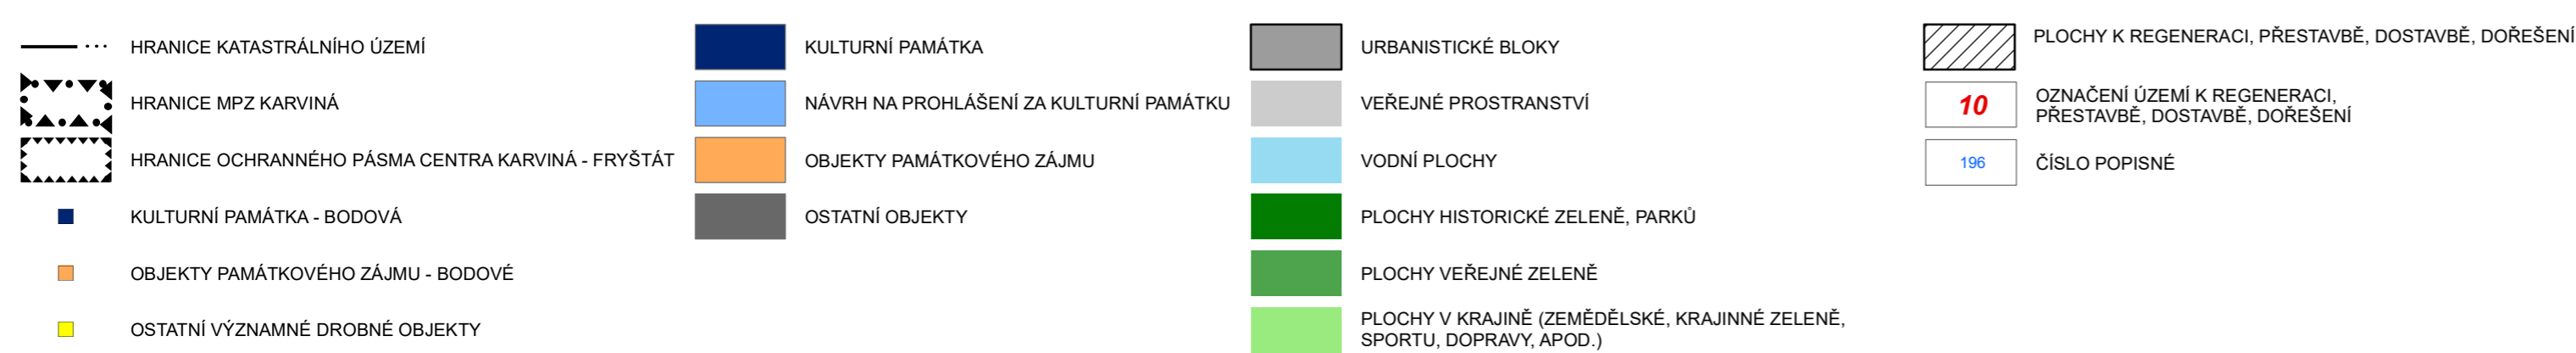 HRANICE KATASTRÁLNÍHO ÚZEMÍ
HRANICE MPZ KARVINÁ
HRANICE OCHRANNÉHO PÁSMA CENTRA KARVINÁ - FRYŠTÁT
KULTURNÍ PAMÁTKA - BODOVÁ
OBJEKTY PAMÁTKOVÉHO ZÁJMU - BODOVÉ
OSTATNÍ VÝZNAMNÉ DROBNÉ OBJEKTY
KULTURNÍ PAMÁTKA
NÁVRH NA PROHLÁŠENÍ ZA KULTURNÍ PAMÁTKU
OBJEKTY PAMÁTKOVÉHO ZÁJMU
OSTATNÍ OBJEKTY
URBANISTICKÉ BLOKY
VEŘEJNÉ PROSTRANSTVÍ
VODNÍ PLOCHY
PLOCHY HISTORICKÉ ZELENĚ, PARKŮ
PLOCHY VEŘEJNÉ ZELENĚ
PLOCHY V KRAJINĚ (ZEMĚDĚLSKÉ, KRAJINNÉ ZELENĚ,
SPORTU, DOPRAVY, APOD.)
PLOCHY K REGENERACI, PŘESTAVBĚ, DOSTAVBĚ, DOŘEŠENÍ
10
OZNAČENÍ ÚZEMÍ K REGENERACI,
PŘESTAVBĚ, DOSTAVBĚ, DOŘEŠENÍ
196
ČÍSLO POPISNÉ